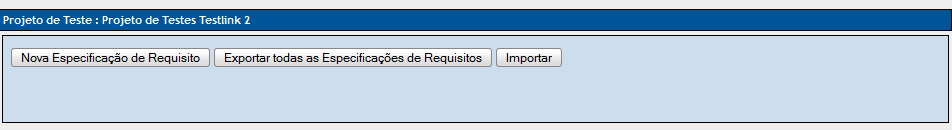 Projeto de Teste : Projeto de Testes Testlink 2
Nova Especificação de Requisito Exportar todas as Especificações de Requisitos Importar